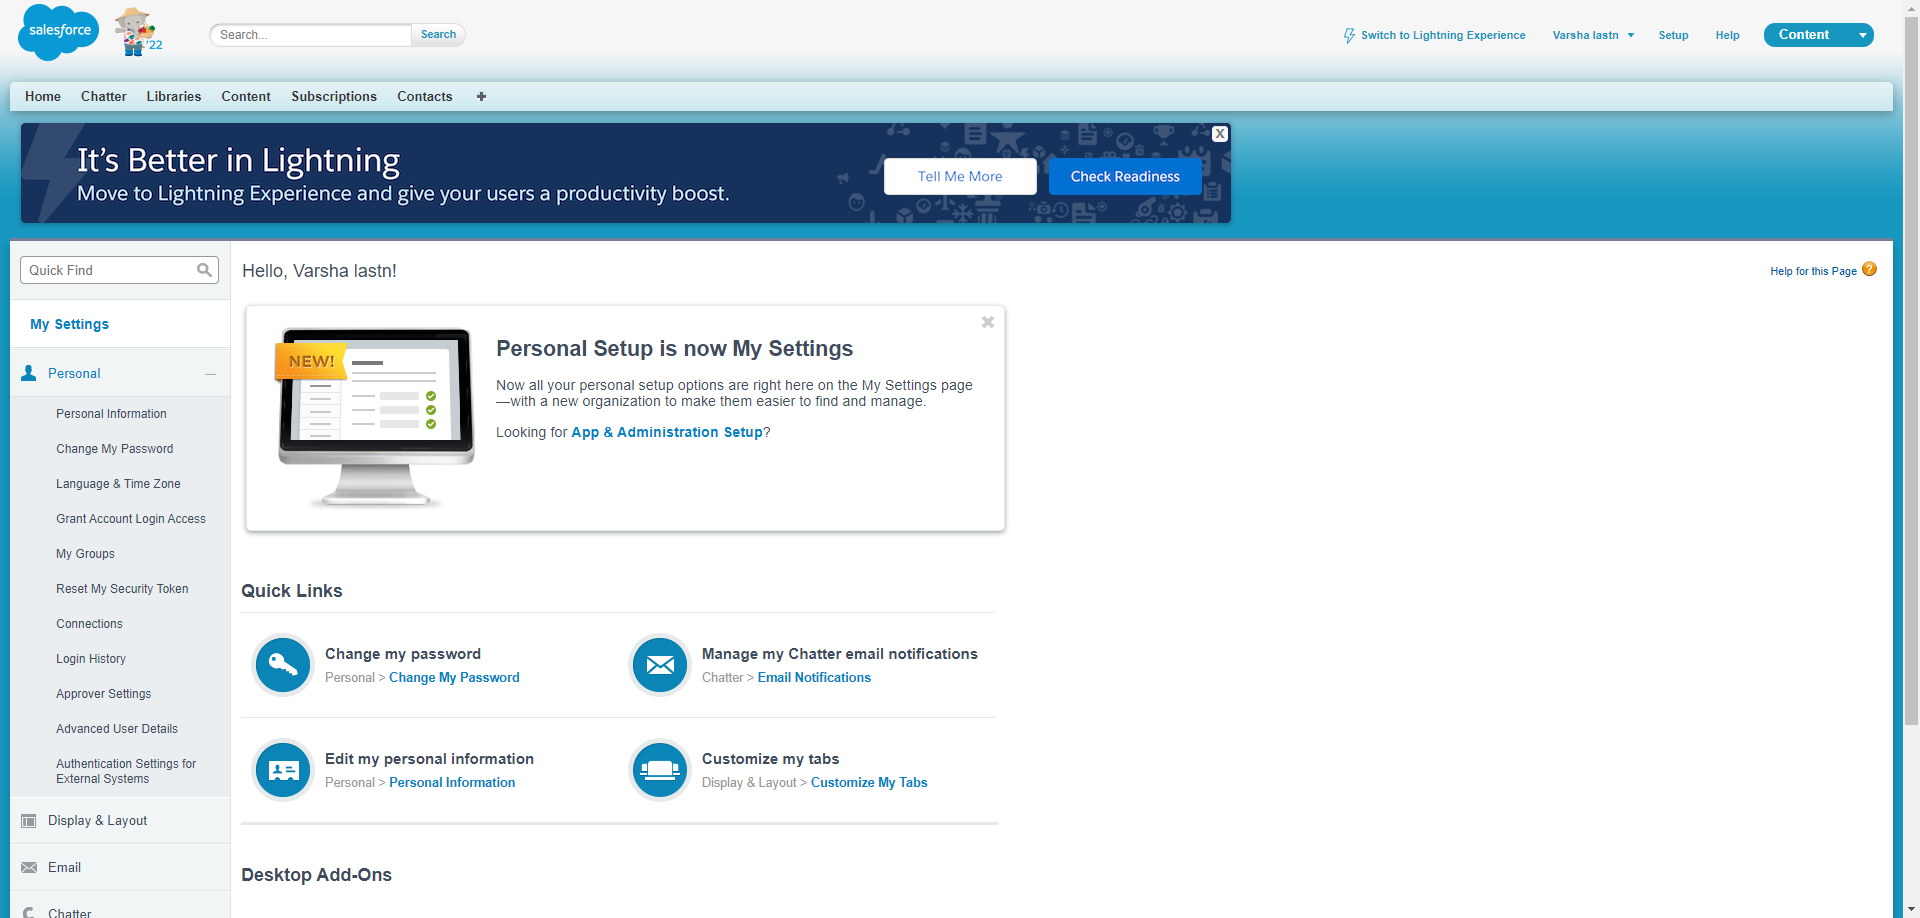 salesforce
'22
Search...
Search
Switch to Lightning Experience
Varsha lastn
Setup
Help
Content
Home
Chatter
Libraries
Content
Subscriptions
Contacts
It's Better in Lightning
Move to Lightning Experience and give your users a productivity boost.
Tell Me More
Check Readiness
X
Quick Find
My Settings
Personal
Personal Information
Change My Password
Language & Time Zone
Grant Account Login Access
My Groups
Reset My Security Token
Connections
Login History
Approver Settings
Advanced User Details
Authentication Settings for
External Systems
Display & Layout
Email
Chatter
Hello, Varsha lastn!
Help for this Page
?
NEW!
Personal Setup is now My Settings
Now all your personal setup options are right here on the My Settings page
—with a new organization to make them easier to find and manage.
Looking for App & Administration Setup?
Quick Links
Change my password
Personal > Change My Password
Manage my Chatter email notifications
Chatter > Email Notifications
Edit my personal information
Personal > Personal Information
Customize my tabs
Display & Layout > Customize My Tabs
Desktop Add-Ons